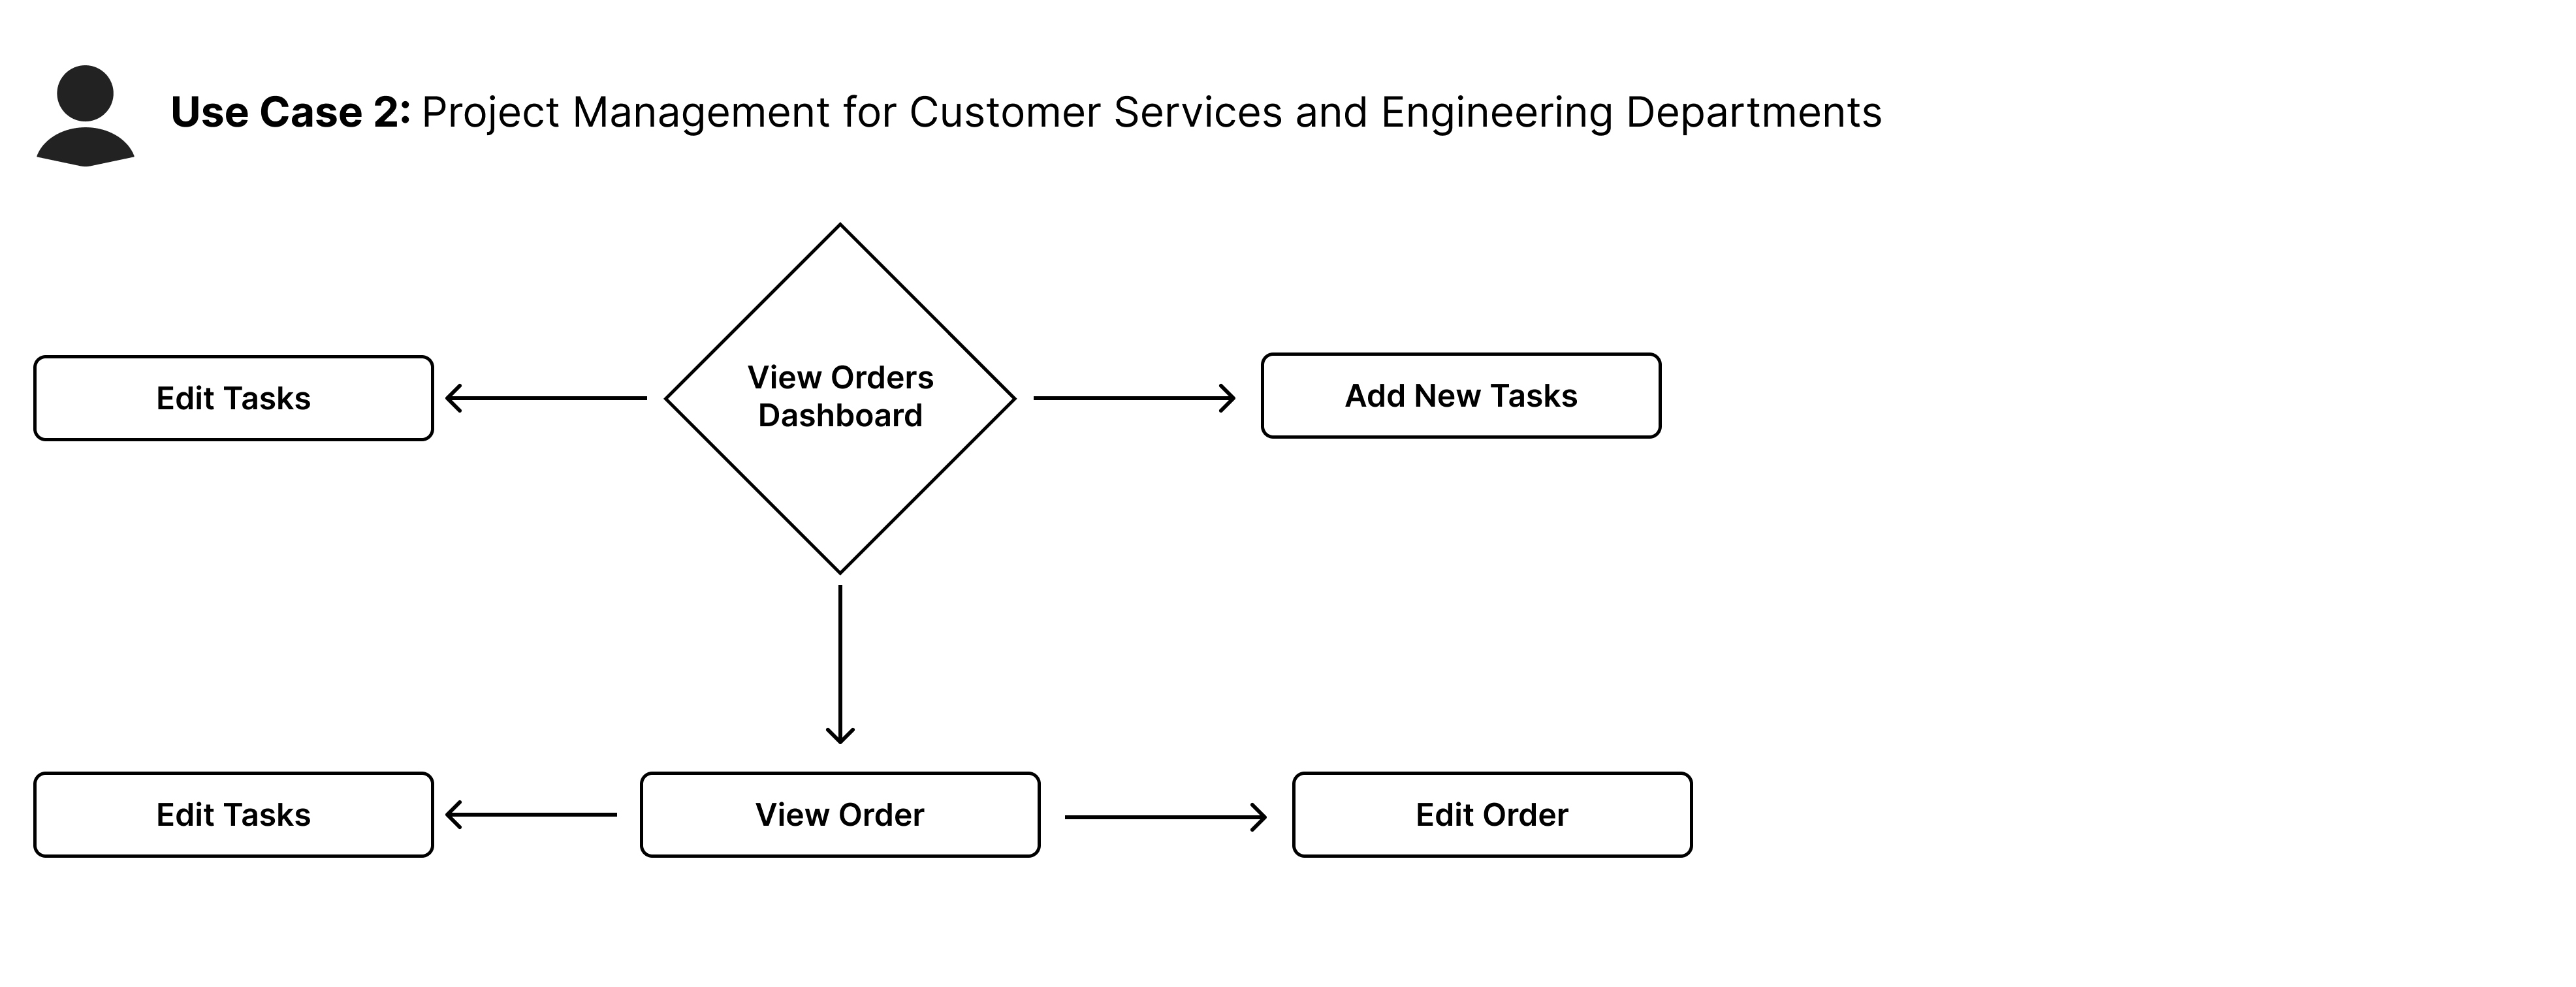 Use Case 2: Project Management for Customer Services and Engineering Departments
View Orders
Dashboard
Edit Tasks
Add New Tasks
Edit Tasks
View Order
Edit Order